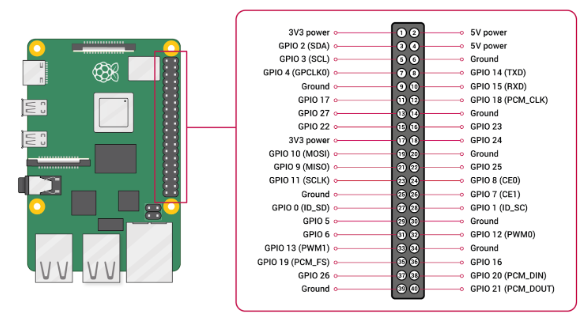 3V3 power 1 2 5V power
GPIO 2 (SDA) 3 4 5V power
GPIO 3 (SCL) 5 6 Ground
GPIO 4 (GPCLK0) 7 8 GPIO 14 (TXD)
Ground 9 10 GPIO 15 (RXD)
GPIO 17 11 12 GPIO 18 (PCM_CLK)
GPIO 27 13 14 Ground
GPIO 22 15 16 GPIO 23
3V3 power 17 18 GPIO 24
GPIO 10 (MOSI) 19 20 Ground
GPIO 9 (MISO) 21 22 GPIO 25
GPIO 11 (SCLK) 23 24 GPIO 8 (CE0)
Ground 25 26 GPIO 7 (CE1)
GPIO 0 (ID_SD) 27 28 GPIO 1 (ID_SC)
GPIO 5 29 30 Ground
GPIO 6 31 32 GPIO 12 (PWM0)
GPIO 13 (PWM1) 33 34 Ground
GPIO 19 (PCM_FS) 35 36 GPIO 16
GPIO 26 37 38 GPIO 20 (PCM_DIN)
Ground 39 40 GPIO 21 (PCM_DOUT)